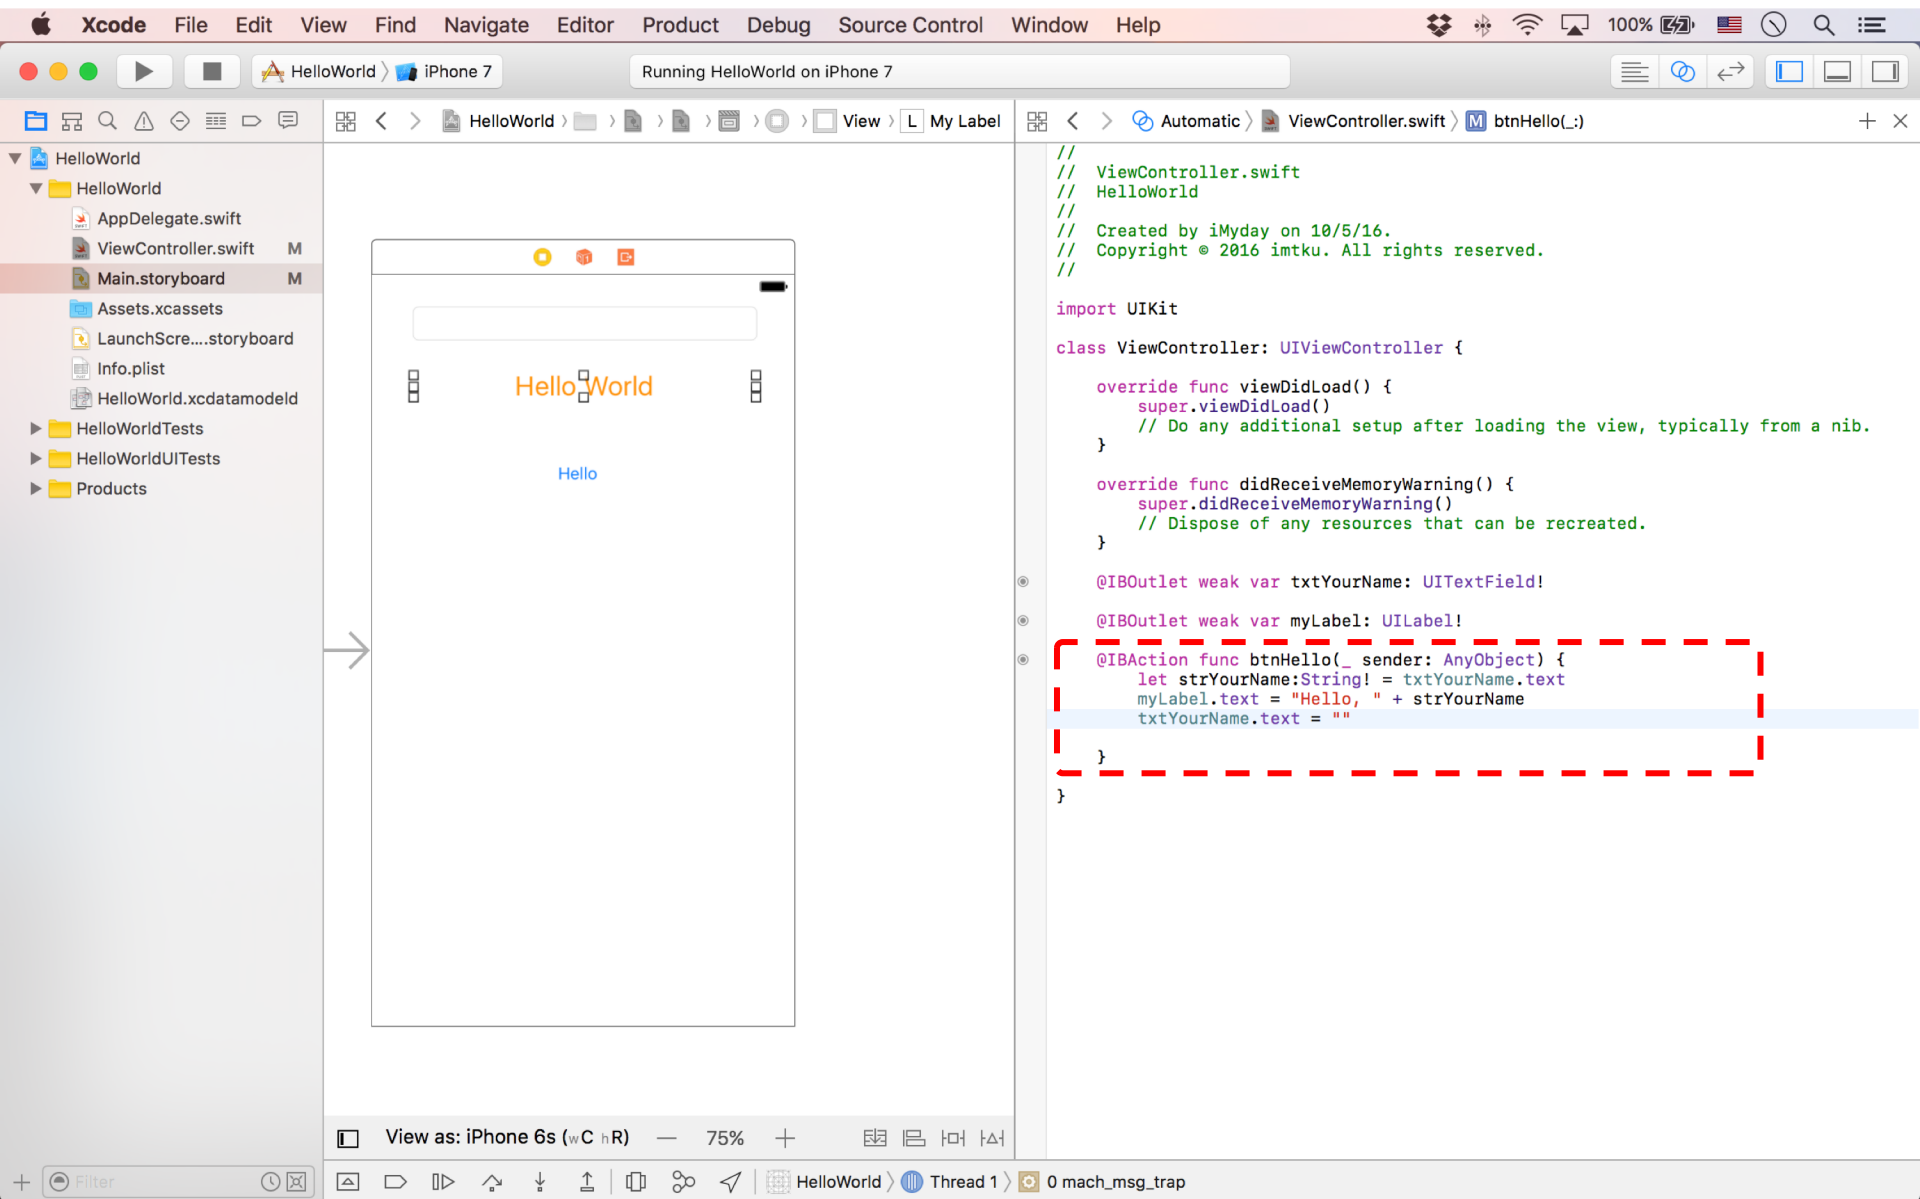 Xcode File Edit View Find Navigate Editor Product Debug Source Control Window Help 100%
HelloWorld iPhone 7 Running HelloWorld on iPhone 7
HelloWorld View L My Label
Automatic ViewController.swift M btnHello(_:)
HelloWorld
HelloWorld
AppDelegate.swift
ViewController.swift M
Main.storyboard M
Assets.xcassets
LaunchScre....storyboard
Info.plist
HelloWorld.xcdatamodeld
HelloWorldTests
HelloWorldUITests
Products
Hello World
Hello
//
// ViewController.swift
// HelloWorld
//
// Created by iMyday on 10/5/16.
// Copyright © 2016 imtku. All rights reserved.
//
import UIKit
class ViewController: UIViewController {
override func viewDidLoad() {
super.viewDidLoad()
// Do any additional setup after loading the view, typically from a nib.
}
override func didReceiveMemoryWarning() {
super.didReceiveMemoryWarning()
// Dispose of any resources that can be recreated.
}
@IBOutlet weak var txtYourName: UITextField!
@IBOutlet weak var myLabel: UILabel!
@IBAction func btnHello(_ sender: AnyObject) {
let strYourName:String! = txtYourName.text
myLabel.text = "Hello, " + strYourName
txtYourName.text = ""
}
}
View as: iPhone 6s (wC hR) — 75% +
Filter
HelloWorld Thread 1 0 mach_msg_trap